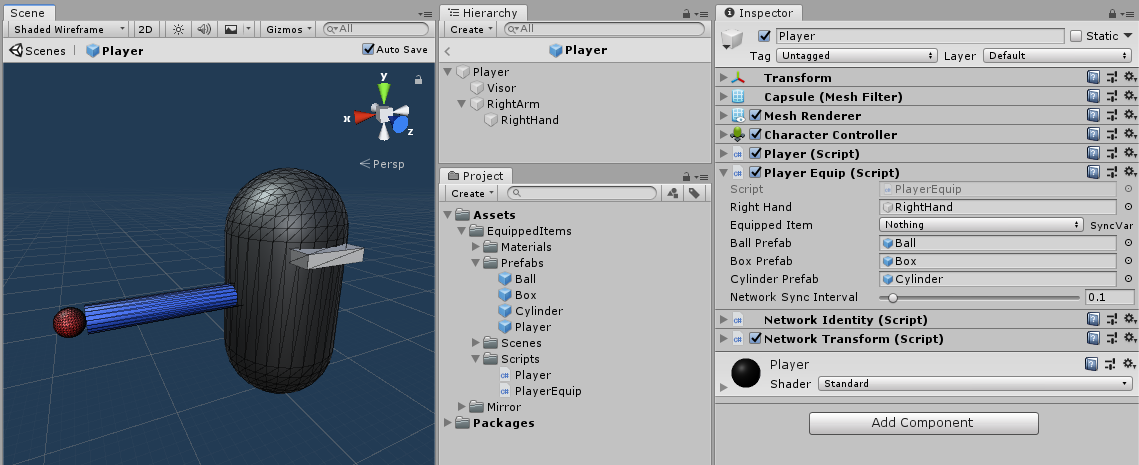 Scene
Shaded Wireframe 2D Gizmos All
Scenes Player Auto Save
y
x
z
Persp
Hierarchy
Create All
Player
Player
Visor
RightArm
RightHand
Project
Create
Assets
EquippedItems
Materials
Prefabs
Ball
Box
Cylinder
Player
Scenes
Scripts
Player
PlayerEquip
Mirror
Packages
Inspector
Player Static
Tag Untagged Layer Default
Transform
Capsule (Mesh Filter)
Mesh Renderer
Character Controller
Player (Script)
Player Equip (Script)
Script PlayerEquip
Right Hand RightHand
Equipped Item Nothing SyncVar
Ball Prefab Ball
Box Prefab Box
Cylinder Prefab Cylinder
Network Sync Interval 0.1
Network Identity (Script)
Network Transform (Script)
Player
Shader Standard
Add Component